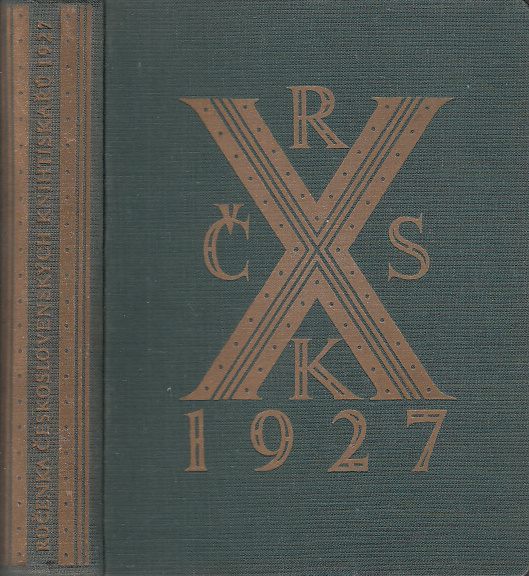 ROČENKA ČESKOSLOVENSKÝCH KNIHTISKAŘŮ 1927
R
X
Č S
K
1927